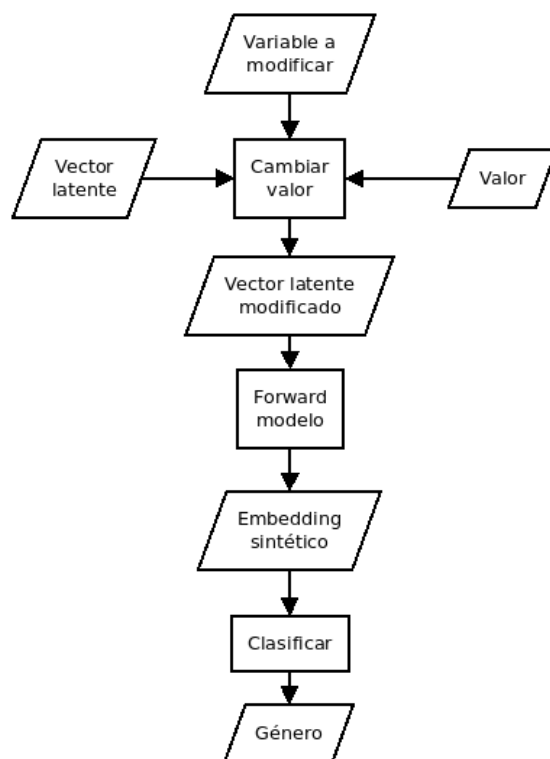 Variable a
modificar
Vector
latente
Cambiar
valor
Valor
Vector latente
modificado
Forward
modelo
Embedding
sintético
Clasificar
Género